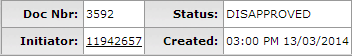 Doc Nbr: 3592 Status: DISAPPROVED
Initiator: 11942657 Created: 03:00 PM 13/03/2014